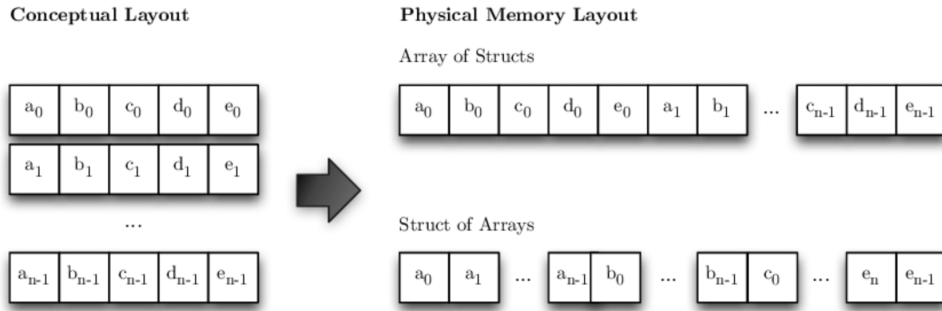 Conceptual Layout
Physical Memory Layout
Array of Structs
a0 b0 c0 d0 e0
a0 b0 c0 d0 e0 a1 b1 ... cn-1 dn-1 en-1
a1 b1 c1 d1 e1
...
Struct of Arrays
an-1 bn-1 cn-1 dn-1 en-1
a0 a1 ... an-1 b0 ... bn-1 c0 ... en en-1